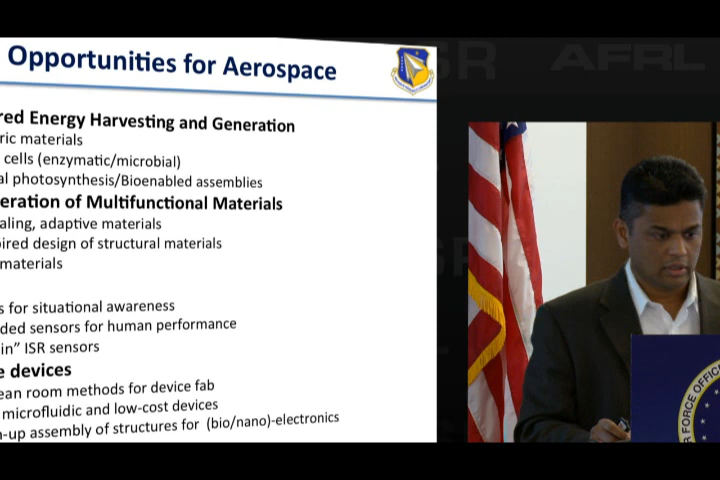 Opportunities for Aerospace
red Energy Harvesting and Generation
ric materials
cells (enzymatic/microbial)
al photosynthesis/Bioenabled assemblies
eration of Multifunctional Materials
aling, adaptive materials
ired design of structural materials
materials
s for situational awareness
ded sensors for human performance
in” ISR sensors
e devices
ean room methods for device fab
microfluidic and low-cost devices
-up assembly of structures for (bio/nano)-electronics
SR AFRL
R FORCE OFFIC